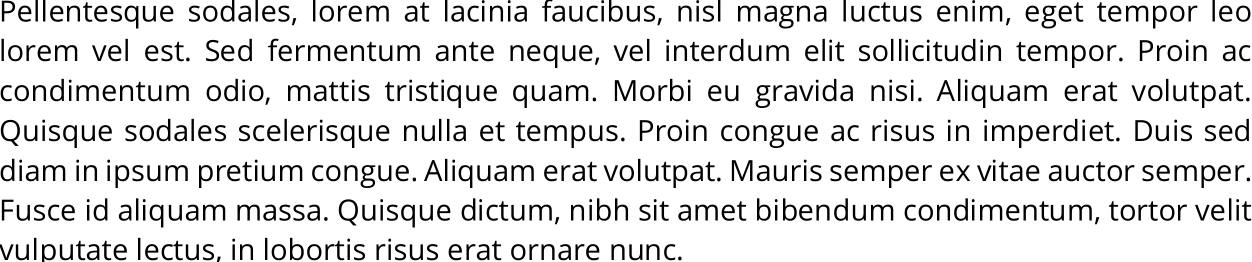 Pellentesque sodales, lorem at lacinia faucibus, nisl magna luctus enim, eget tempor leo
lorem vel est. Sed fermentum ante neque, vel interdum elit sollicitudin tempor. Proin ac
condimentum odio, mattis tristique quam. Morbi eu gravida nisi. Aliquam erat volutpat.
Quisque sodales scelerisque nulla et tempus. Proin congue ac risus in imperdiet. Duis sed
diam in ipsum pretium congue. Aliquam erat volutpat. Mauris semper ex vitae auctor semper.
Fusce id aliquam massa. Quisque dictum, nibh sit amet bibendum condimentum, tortor velit
vulputate lectus, in lobortis risus erat ornare nunc.